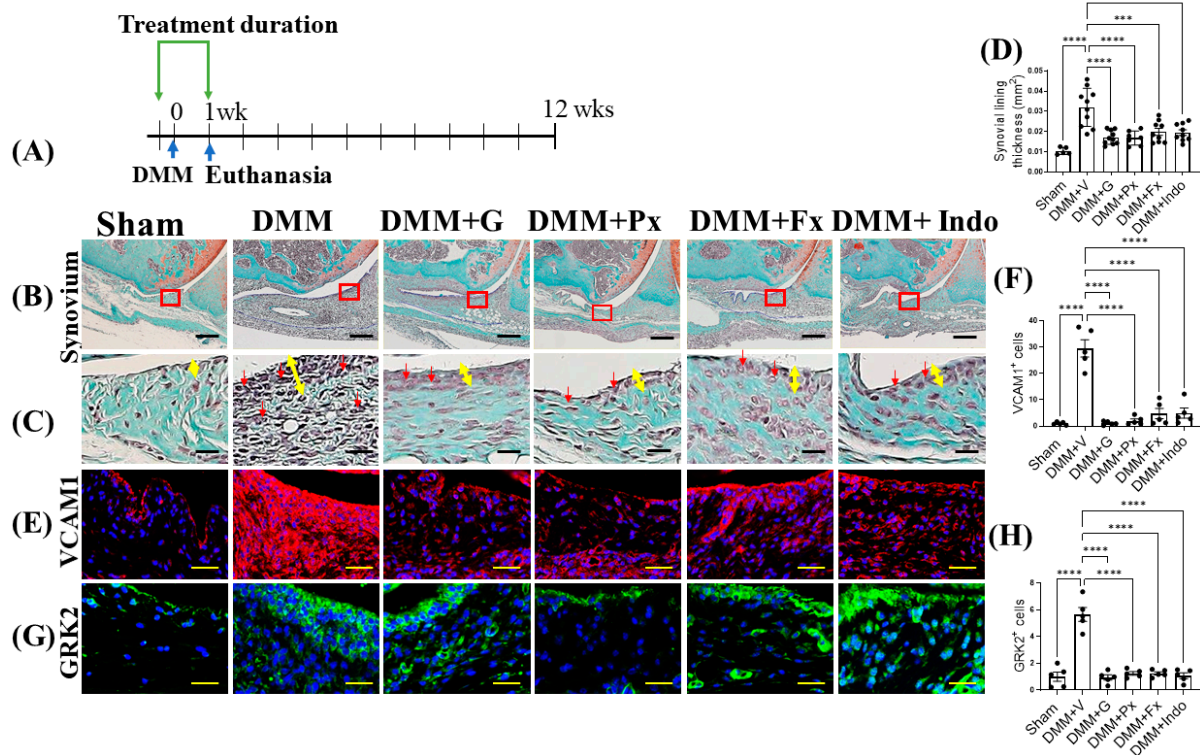 Treatment duration
0
1wk
12 wks
(A)
DMM
Euthanasia
Sham
DMM
DMM+G
DMM+Px
DMM+Fx
DMM+ Indo
Synovium
(B)
(C)
VCAM1
(E)
GRK2
(G)
(D)
***
**** ****
****
Synovial lining
thickness (mm²)
0.05
0.04
0.03
0.02
0.01
0.00
Sham
DMM+V
DMM+G
DMM+Px
DMM+Fx
DMM+Indo
(F)
****
****
****
**** ****
VCAM1⁺ cells
40
30
20
10
0
Sham
DMM+V
DMM+G
DMM+Px
DMM+Fx
DMM+Indo
(H)
****
****
****
**** ****
GRK2⁺ cells
8
6
4
2
0
Sham
DMM+V
DMM+G
DMM+Px
DMM+Fx
DMM+Indo